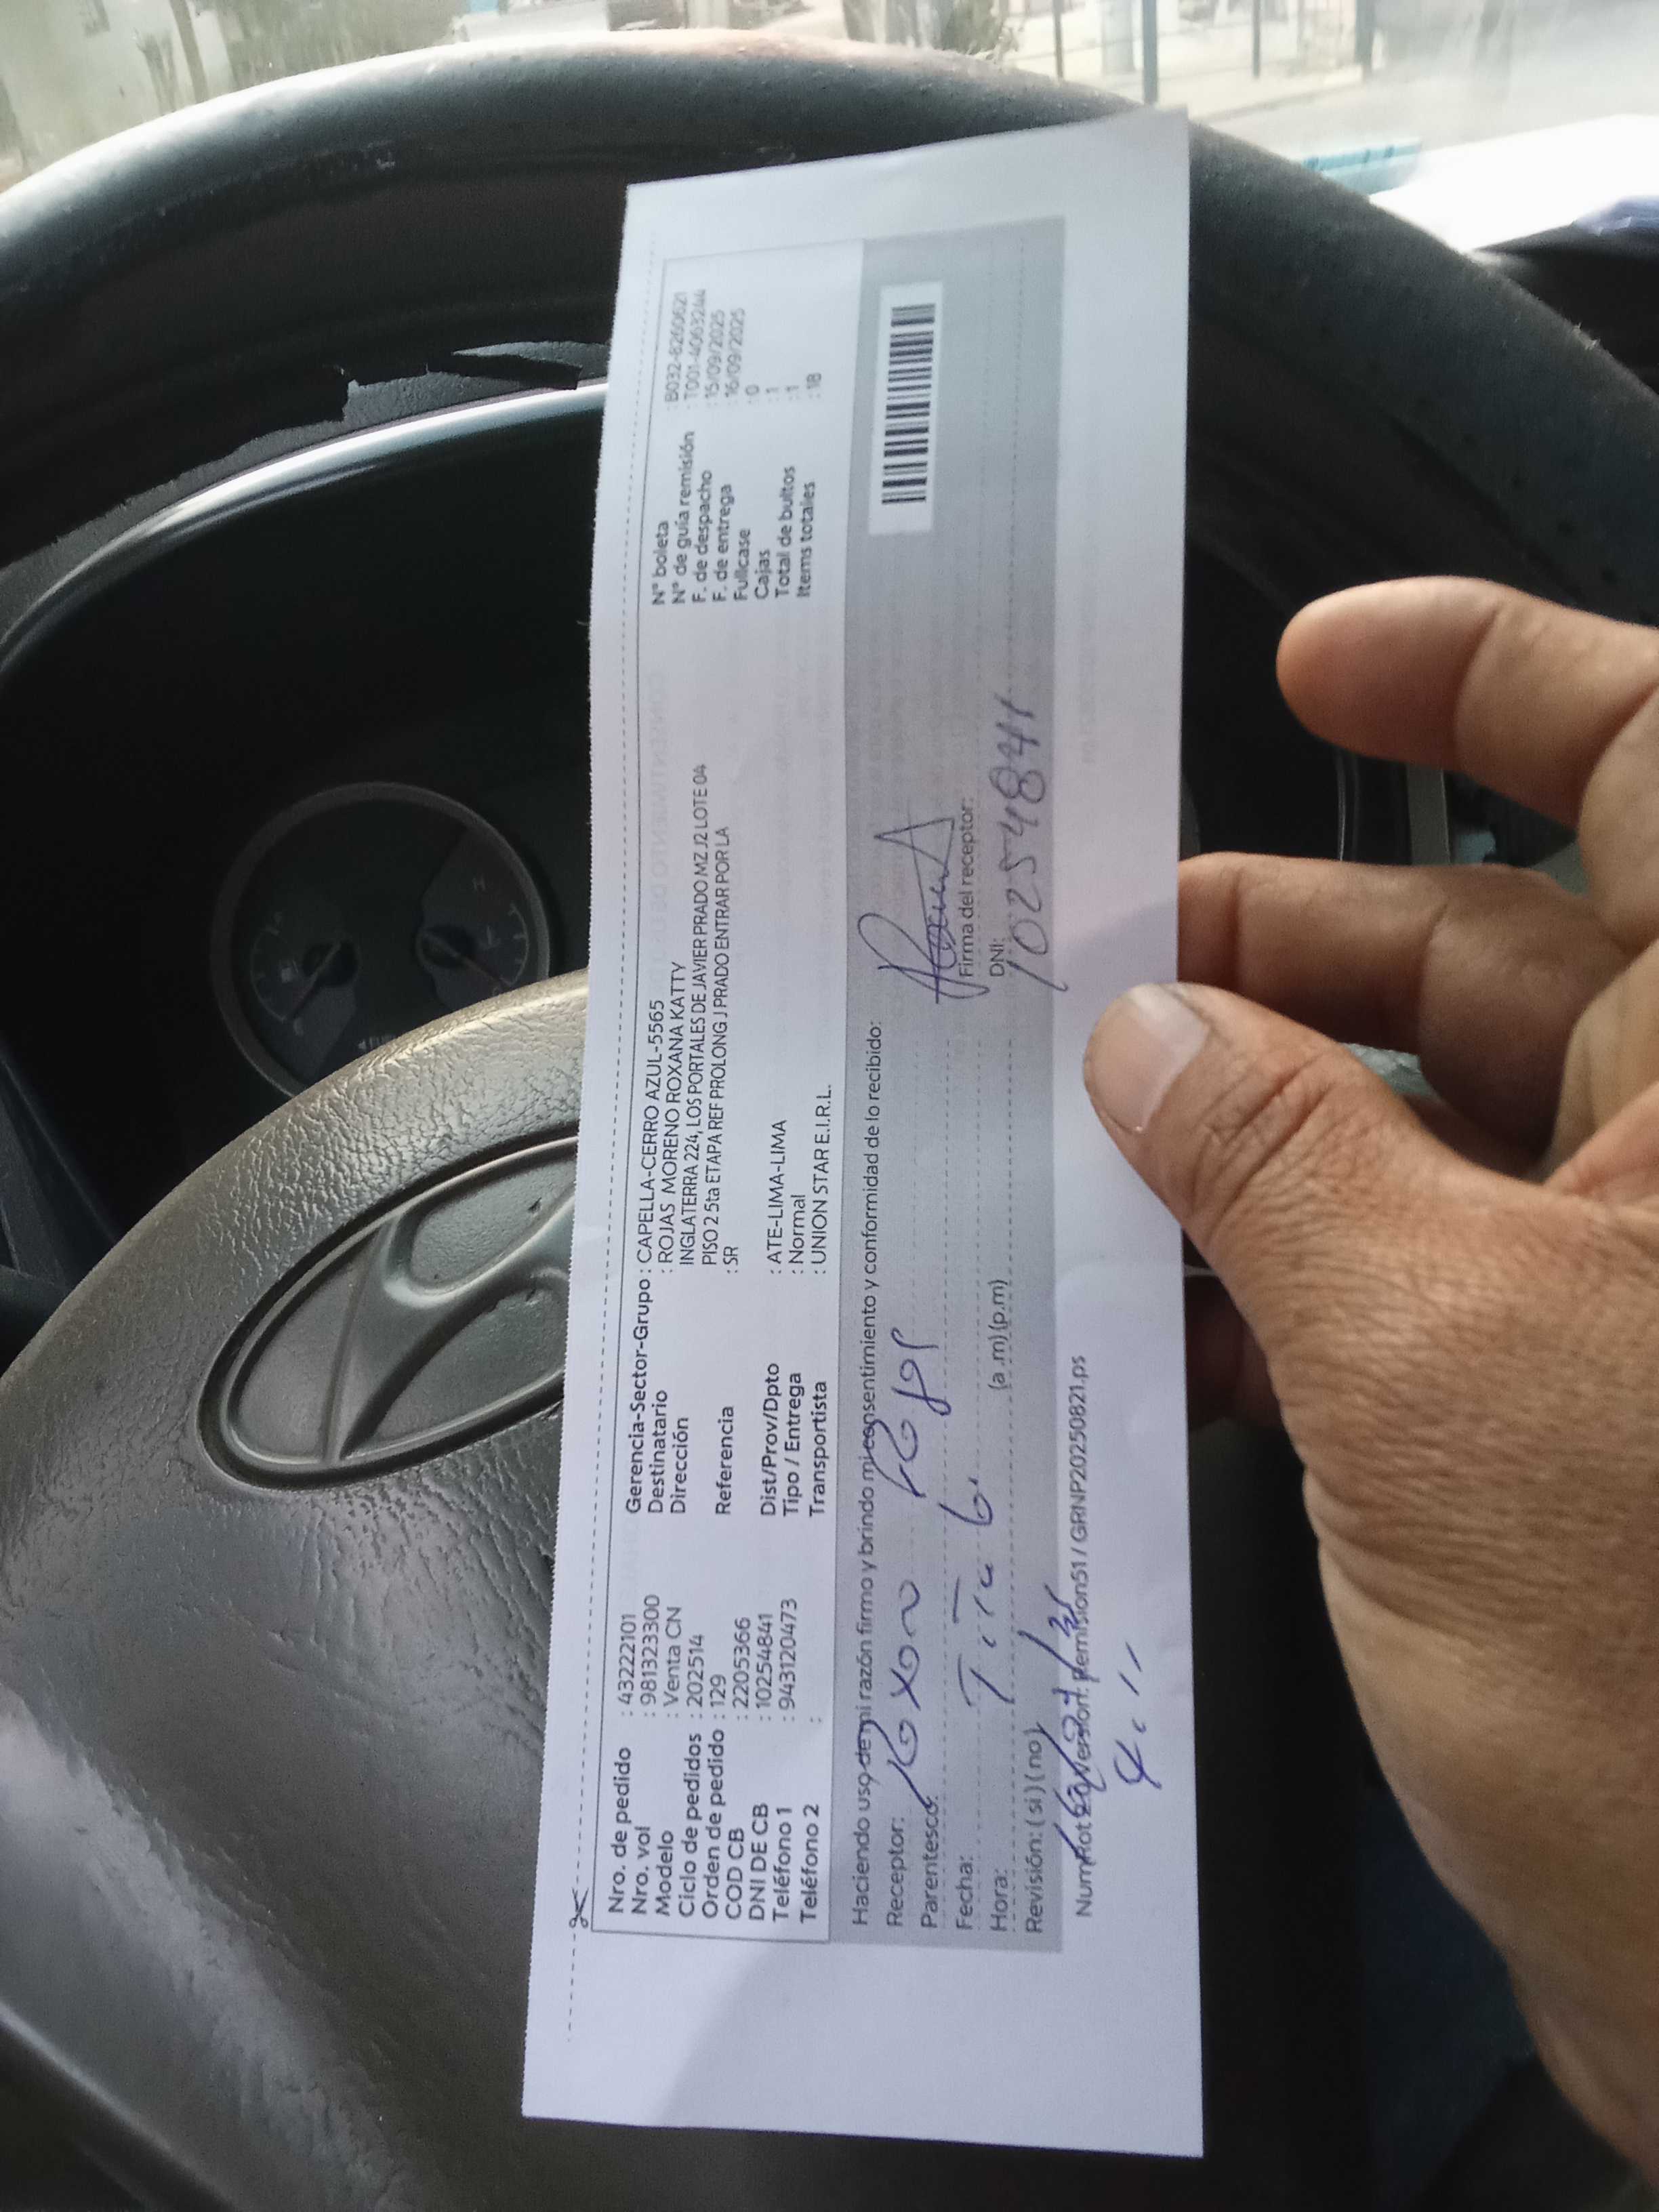 Nro. de pedido : 43222101
Nro. vol : 981323300
Modelo : Venta CN
Ciclo de pedidos : 202514
Orden de pedido : 129
COD CB : 2205366
DNI DE CB : 10254841
Teléfono 1 : 943120473
Teléfono 2 :
Gerencia-Sector-Grupo : CAPELLA-CERRO AZUL-5565
Destinatario : ROJAS MORENO ROXANA KATTY
Dirección INGLATERRA 224, LOS PORTALES DE JAVIER PRADO MZ J2 LOTE 04
PISO 2 5ta ETAPA REF PROLONG J PRADO ENTRAR POR LA
Referencia : SR
Dist/Prov/Dpto : ATE-LIMA-LIMA
Tipo / Entrega : Normal
Transportista : UNION STAR E.I.R.L.
N° boleta : B032-8260621
N° de guía remisión : T001-4063244
F. de despacho : 15/09/2025
F. de entrega : 16/09/2025
Fullcase : 0
Cajas : 1
Total de bultos : 1
Items totales : 18
Haciendo uso de mi razón firmo y brindo mi consentimiento y conformidad de lo recibido:
Receptor:
Parentesco:
Fecha:
Hora: (a .m) (p.m)
Revisión: ( si ) ( no )
Firma del receptor:
DNI: 10254841
Version: Remision51 / GRNP20250821.ps